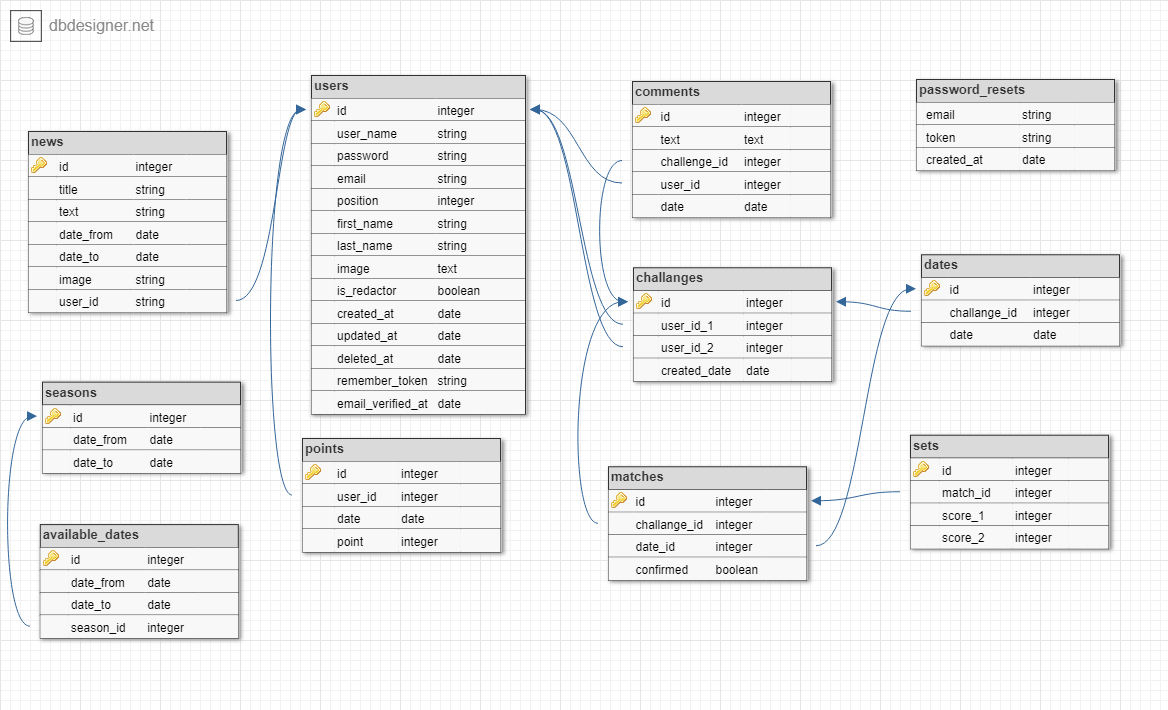 dbdesigner.net
users
id integer
user_name string
password string
email string
position integer
first_name string
last_name string
image text
is_redactor boolean
created_at date
updated_at date
deleted_at date
remember_token string
email_verified_at date
comments
id integer
text text
challenge_id integer
user_id integer
date date
password_resets
email string
token string
created_at date
news
id integer
title string
text string
date_from date
date_to date
image string
user_id string
challanges
id integer
user_id_1 integer
user_id_2 integer
created_date date
dates
id integer
challange_id integer
date date
seasons
id integer
date_from date
date_to date
points
id integer
user_id integer
date date
point integer
matches
id integer
challange_id integer
date_id integer
confirmed boolean
sets
id integer
match_id integer
score_1 integer
score_2 integer
available_dates
id integer
date_from date
date_to date
season_id integer